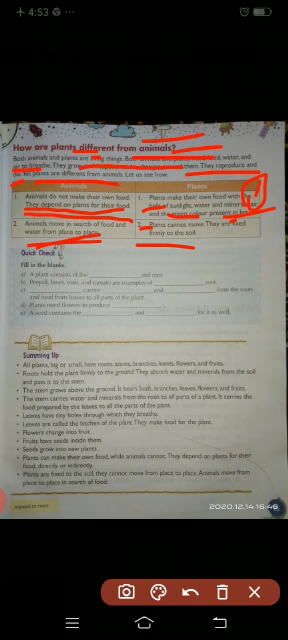 4:53
How are plants different from animals?
Both animals and plants are living things. Both need food, water, and
air to breathe. They grow them. They reproduce and
die. Yet plants are different from animals. Let us see how.
Animals
Plants
1. Animals do not make their own food.
They depend on plants for their food.
1. Plants make their own food with
help of sunlight, water and
and the green colour present in
2. Animals move in search of food and
water from place to place.
2. Plants cannot move. They are fixed
firmly to the soil.
Quick Check
Fill in the blanks.
a) A plant consists of the and root.
b) Peepal, and tomato are examples of root.
c) carries and from the roots
and food from leaves to all parts of the plant.
d) Plants need flowers to produce
e) A seed contains the and for it as well.
Summing Up
• All plants, big or small, have roots, stems, branches, leaves, flowers, and fruits.
• Roots hold the plant firmly to the ground. They absorb water and minerals from the soil
and pass it to the stem.
• The stem grows above the ground. It bears buds, branches, leaves, flowers, and fruits.
• The stem carries water and minerals from the root to all parts of a plant. It carries the
food prepared by the leaves to all the parts of the plant.
• Leaves have tiny holes through which they breathe.
• Leaves are called the kitchen of the plant. They make food for the plant.
• Flowers change into fruit.
• Fruits have seeds inside them.
• Seeds grow into new plants.
• Plants can make their own food, while animals cannot. They depend on plants for their
food, directly or indirectly.
• Plants are fixed to the soil, they cannot move from place to place. Animals move from
place to place in search of food.
2020.12.14 16:46